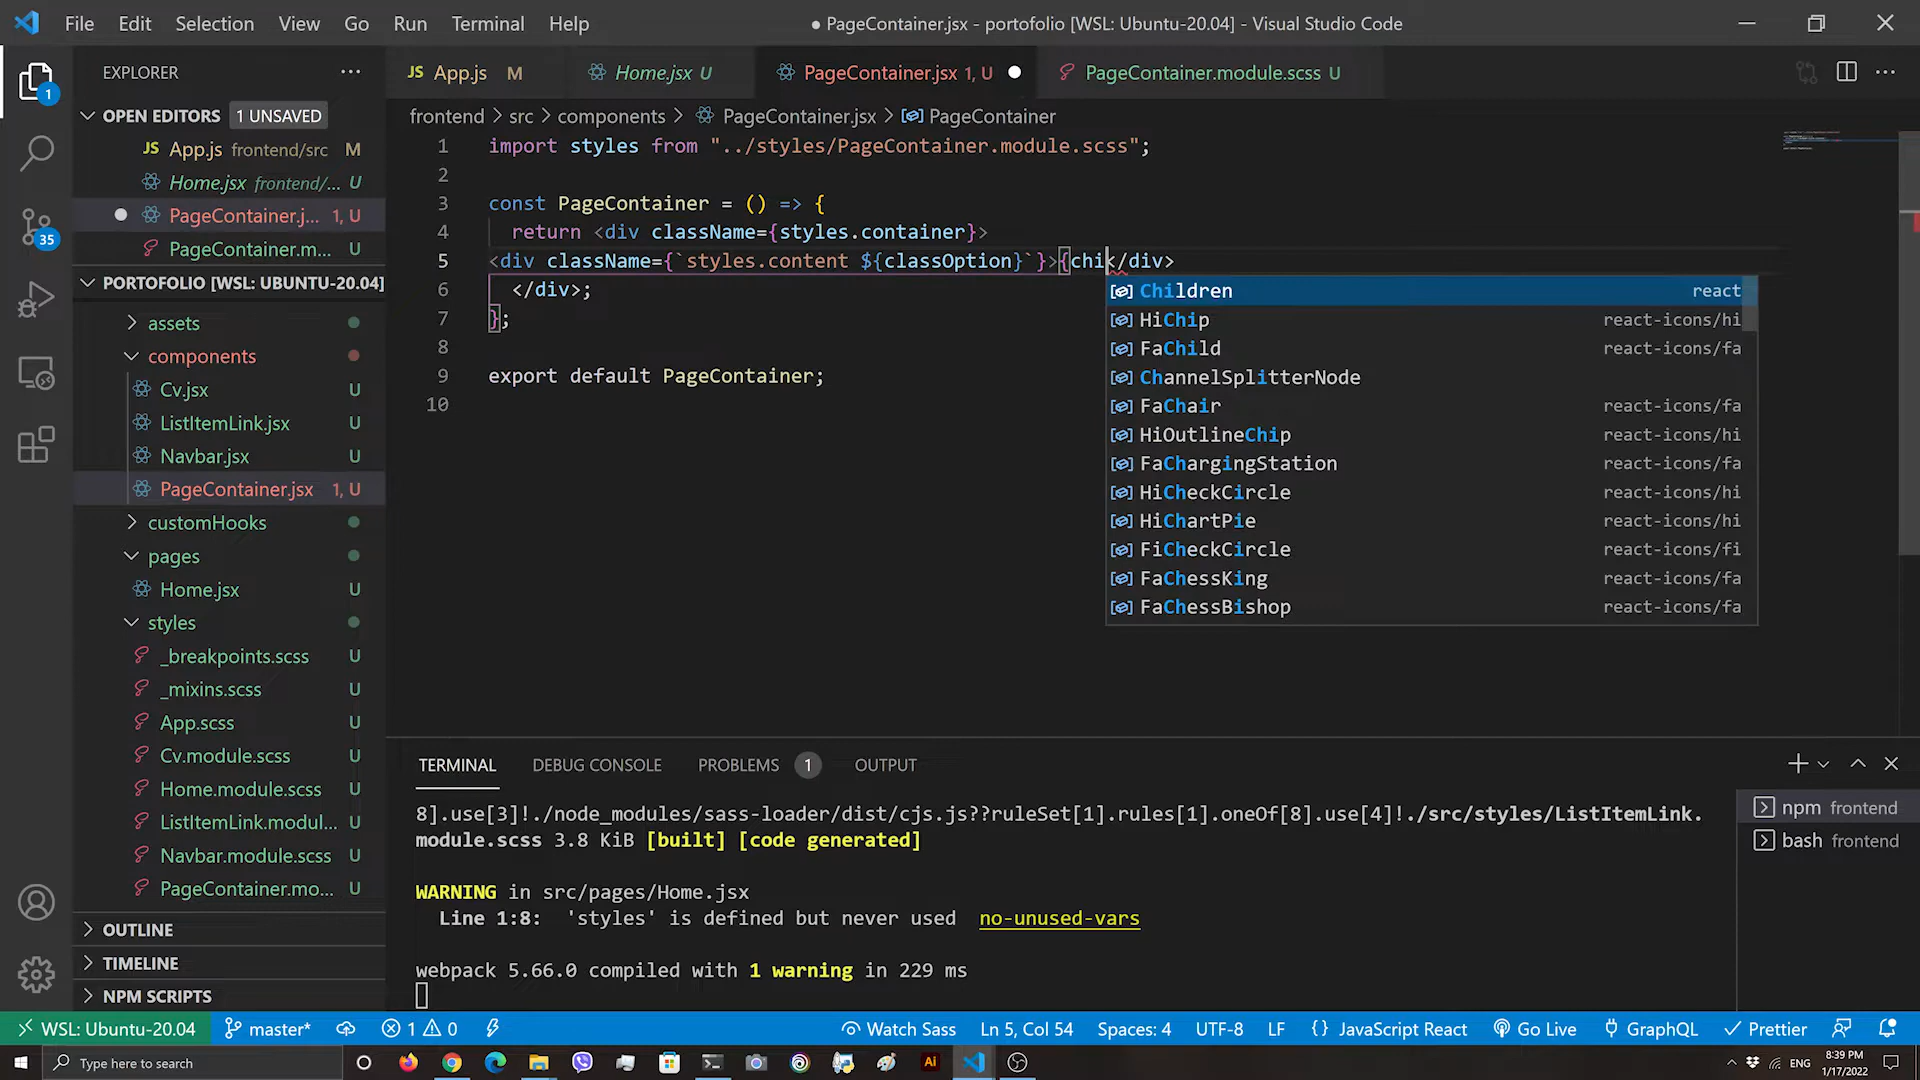 File Edit Selection View Go Run Terminal Help
● PageContainer.jsx - portofolio [WSL: Ubuntu-20.04] - Visual Studio Code
EXPLORER
JS App.js M
Home.jsx U
PageContainer.jsx 1, U
PageContainer.module.scss U
1
OPEN EDITORS 1 UNSAVED
JS App.js frontend/src M
Home.jsx frontend/... U
PageContainer.j... 1, U
PageContainer.m... U
35
PORTOFOLIO [WSL: UBUNTU-20.04]
assets
components
Cv.jsx U
ListItemLink.jsx U
Navbar.jsx U
PageContainer.jsx 1, U
customHooks
pages
Home.jsx U
styles
_breakpoints.scss U
_mixins.scss U
App.scss U
Cv.module.scss U
Home.module.scss U
ListItemLink.modul... U
Navbar.module.scss U
PageContainer.mo... U
OUTLINE
TIMELINE
NPM SCRIPTS
frontend > src > components > PageContainer.jsx > PageContainer
1 import styles from "../styles/PageContainer.module.scss";
2
3 const PageContainer = () => {
4 return <div className={styles.container}>
5 <div className={`styles.content ${classOption}`}>{chi</div>
6 </div>;
7 };
8
9 export default PageContainer;
10
Children react
HiChip react-icons/hi
FaChild react-icons/fa
ChannelSplitterNode
FaChair react-icons/fa
HiOutlineChip react-icons/hi
FaChargingStation react-icons/fa
HiCheckCircle react-icons/hi
HiChartPie react-icons/hi
FiCheckCircle react-icons/fi
FaChessKing react-icons/fa
FaChessBishop react-icons/fa
TERMINAL DEBUG CONSOLE PROBLEMS 1 OUTPUT
8].use[3]!./node_modules/sass-loader/dist/cjs.js??ruleSet[1].rules[1].oneOf[8].use[4]!./src/styles/ListItemLink.
module.scss 3.8 KiB [built] [code generated]
WARNING in src/pages/Home.jsx
Line 1:8: 'styles' is defined but never used no-unused-vars
webpack 5.66.0 compiled with 1 warning in 229 ms
npm frontend
bash frontend
WSL: Ubuntu-20.04 master* 1 0 Watch Sass Ln 5, Col 54 Spaces: 4 UTF-8 LF {} JavaScript React Go Live GraphQL Prettier
Type here to search
Ai
ENG
8:39 PM
1/17/2022